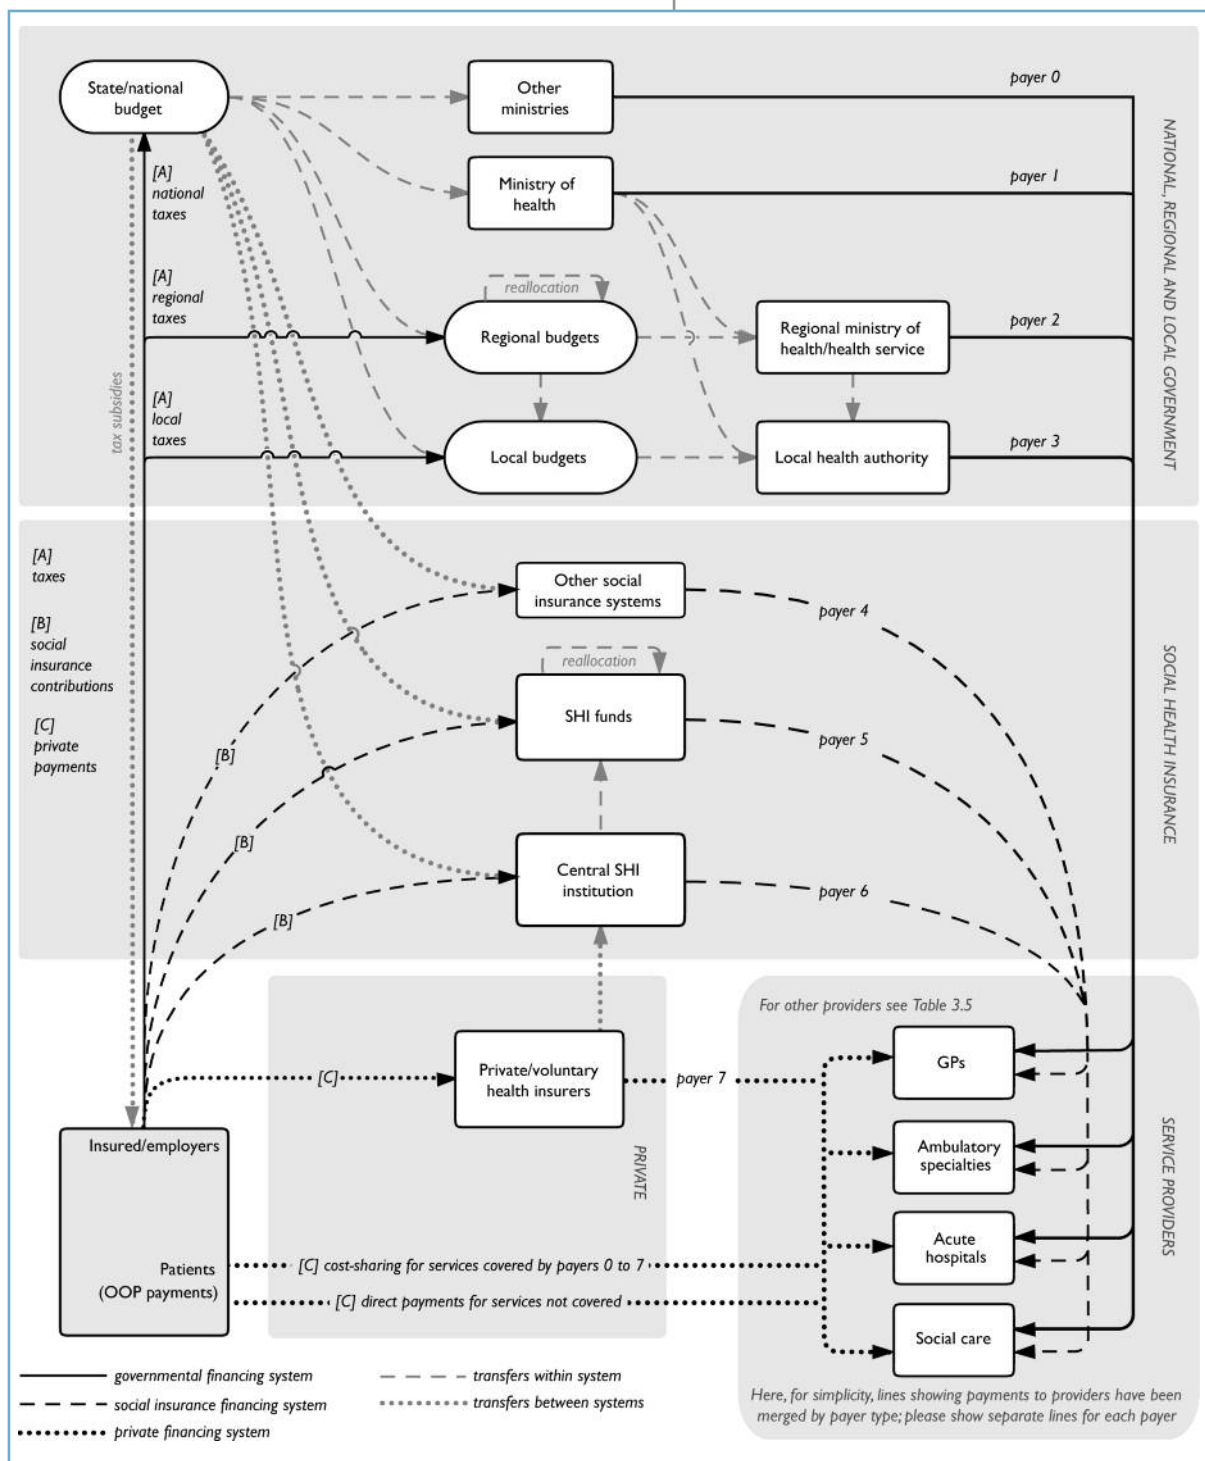 State/national
budget
Other
ministries
payer 0
[A]
national
taxes
Ministry of
health
payer 1
[A]
regional
taxes
reallocation
Regional budgets
Regional ministry of
health/health service
payer 2
tax subsidies
[A]
local
taxes
Local budgets
Local health authority
payer 3
NATIONAL, REGIONAL AND LOCAL GOVERNMENT
[A]
taxes
[B]
social
insurance
contributions
[C]
private
payments
Other social
insurance systems
payer 4
reallocation
SHI funds
payer 5
[B]
[B]
[B]
Central SHI
institution
payer 6
SOCIAL HEALTH INSURANCE
For other providers see Table 3.5
[C]
Private/voluntary
health insurers
payer 7
PRIVATE
GPs
Ambulatory
specialties
Acute
hospitals
Social care
SERVICE PROVIDERS
Insured/employers
Patients
(OOP payments)
[C] cost-sharing for services covered by payers 0 to 7
[C] direct payments for services not covered
Here, for simplicity, lines showing payments to providers have been
merged by payer type; please show separate lines for each payer
governmental financing system
social insurance financing system
private financing system
transfers within system
transfers between systems